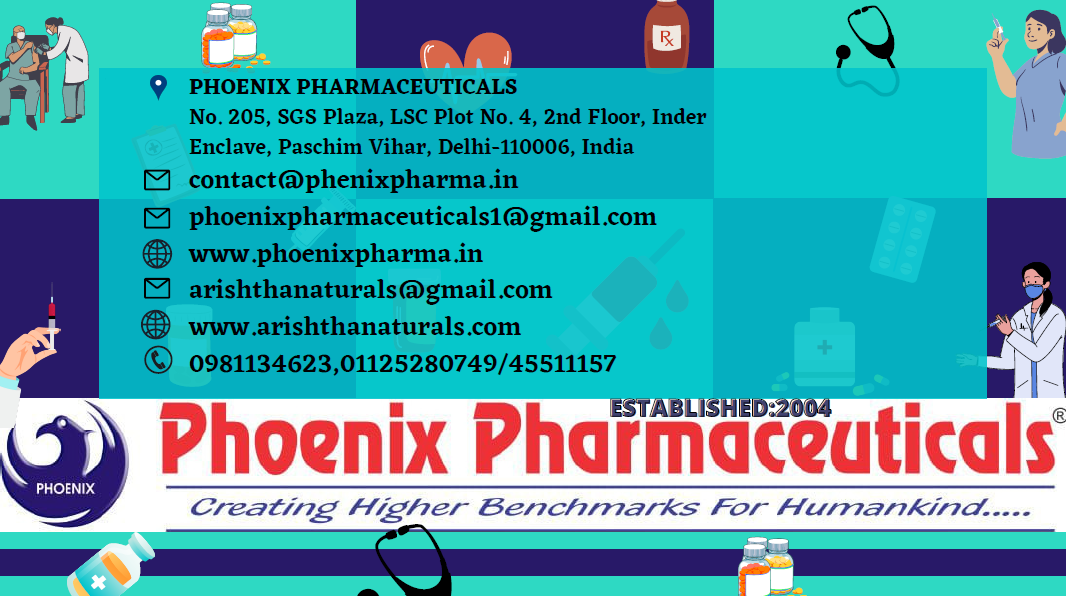 Rx
PHOENIX PHARMACEUTICALS
No. 205, SGS Plaza, LSC Plot No. 4, 2nd Floor, Inder
Enclave, Paschim Vihar, Delhi-110006, India
contact@phenixpharma.in
phoenixpharmaceuticals1@gmail.com
www.phoenixpharma.in
arishthanaturals@gmail.com
www.arishthanaturals.com
0981134623,01125280749/45511157
ESTABLISHED:2004
Phoenix Pharmaceuticals®
PHOENIX
Creating Higher Benchmarks For Humankind.....